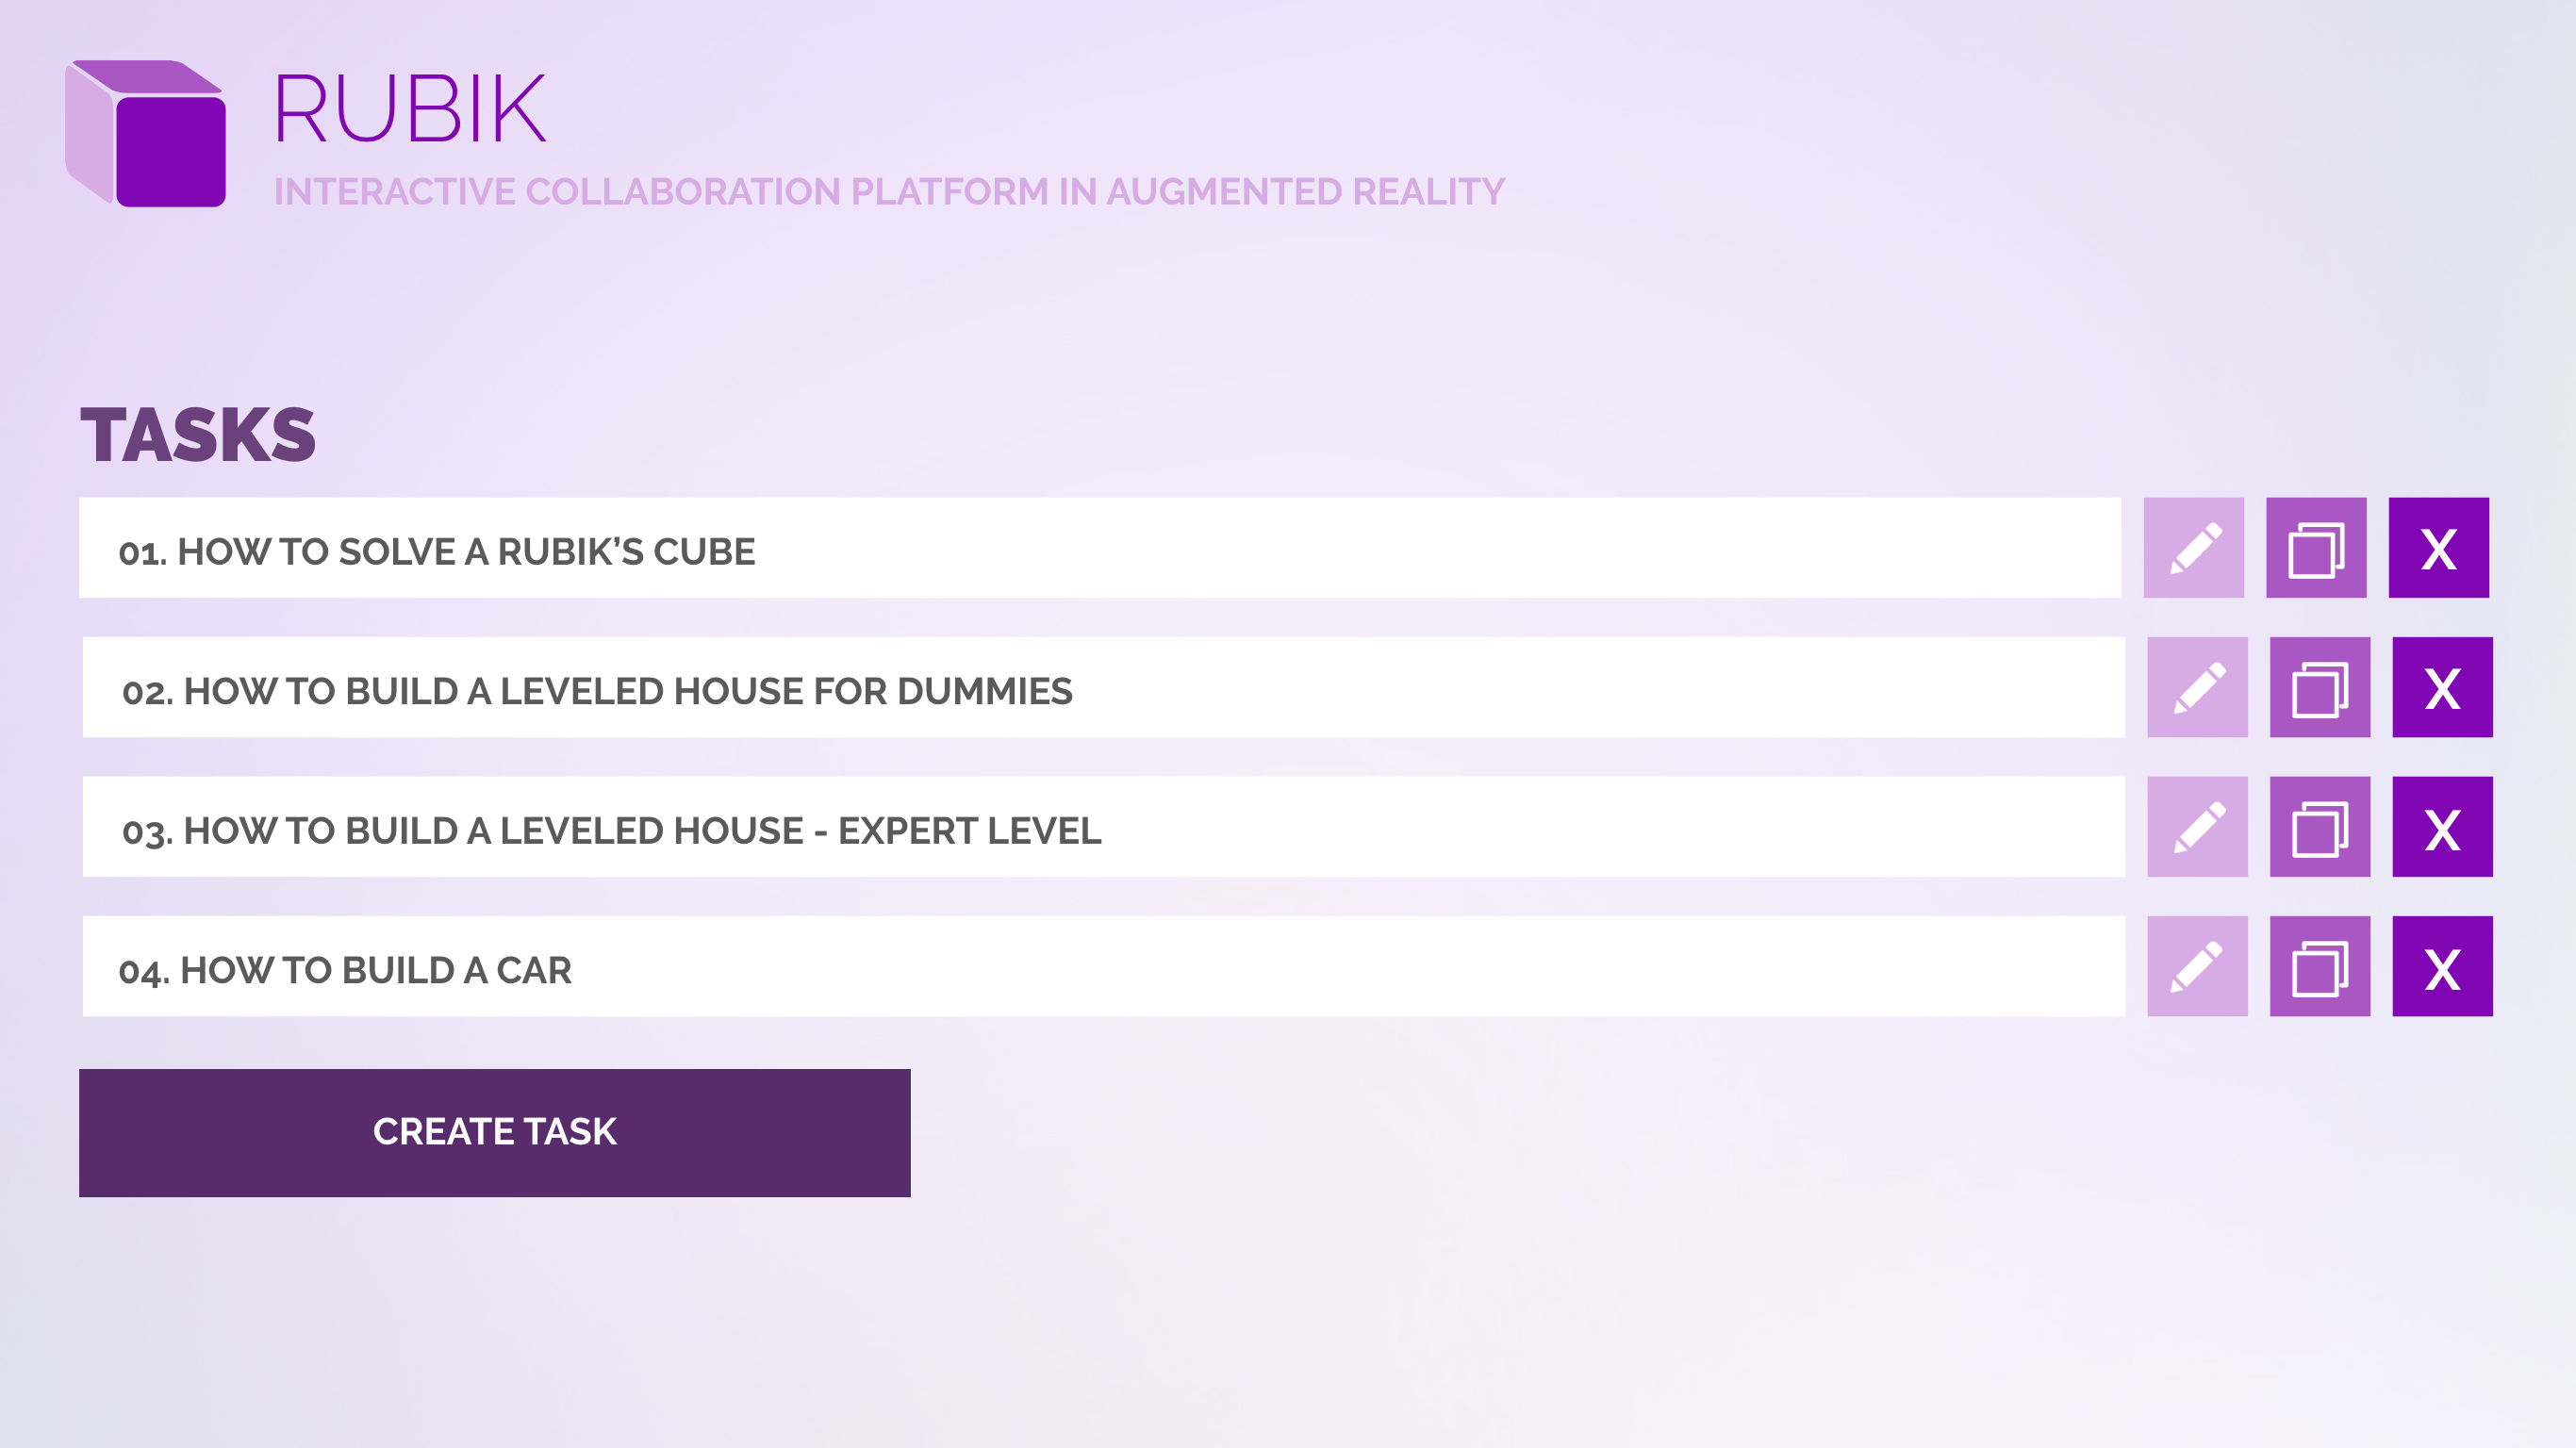 RUBIK
INTERACTIVE COLLABORATION PLATFORM IN AUGMENTED REALITY
TASKS
01. HOW TO SOLVE A RUBIK’S CUBE
X
02. HOW TO BUILD A LEVELED HOUSE FOR DUMMIES
X
03. HOW TO BUILD A LEVELED HOUSE - EXPERT LEVEL
X
04. HOW TO BUILD A CAR
X
CREATE TASK